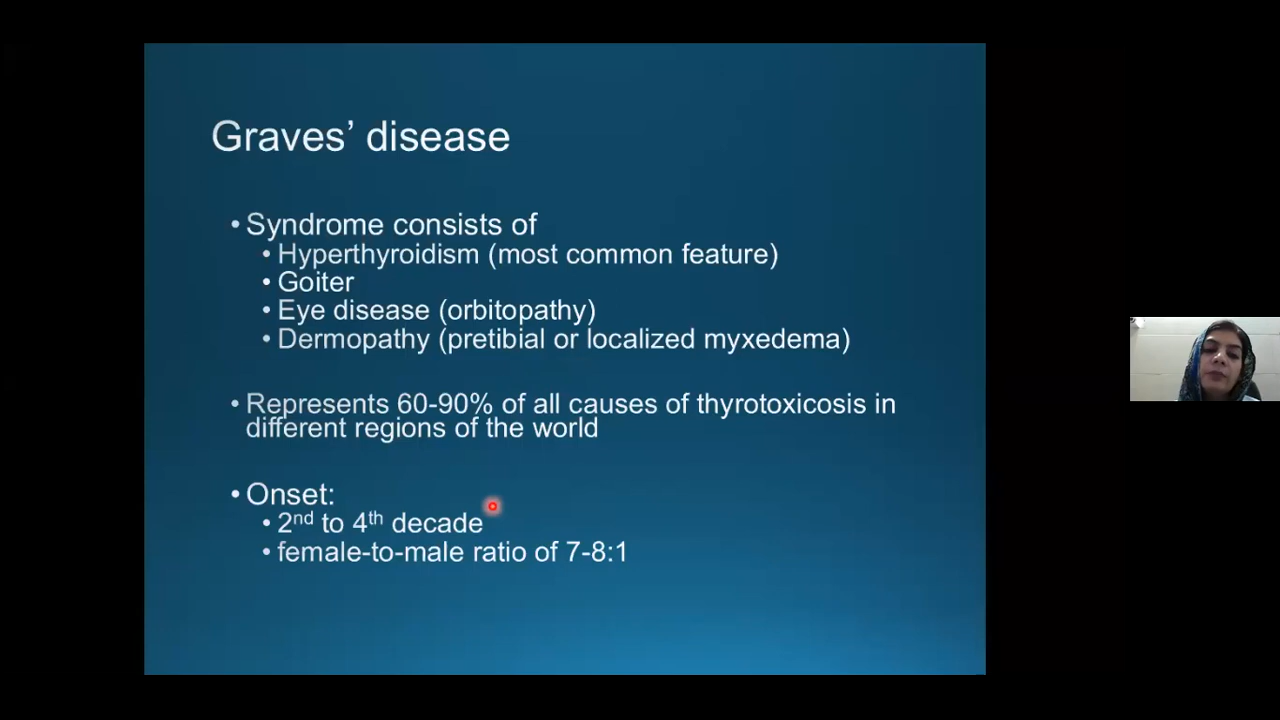 Graves’ disease
• Syndrome consists of
• Hyperthyroidism (most common feature)
• Goiter
• Eye disease (orbitopathy)
• Dermopathy (pretibial or localized myxedema)
• Represents 60-90% of all causes of thyrotoxicosis in
different regions of the world
• Onset:
• 2nd to 4th decade
• female-to-male ratio of 7-8:1